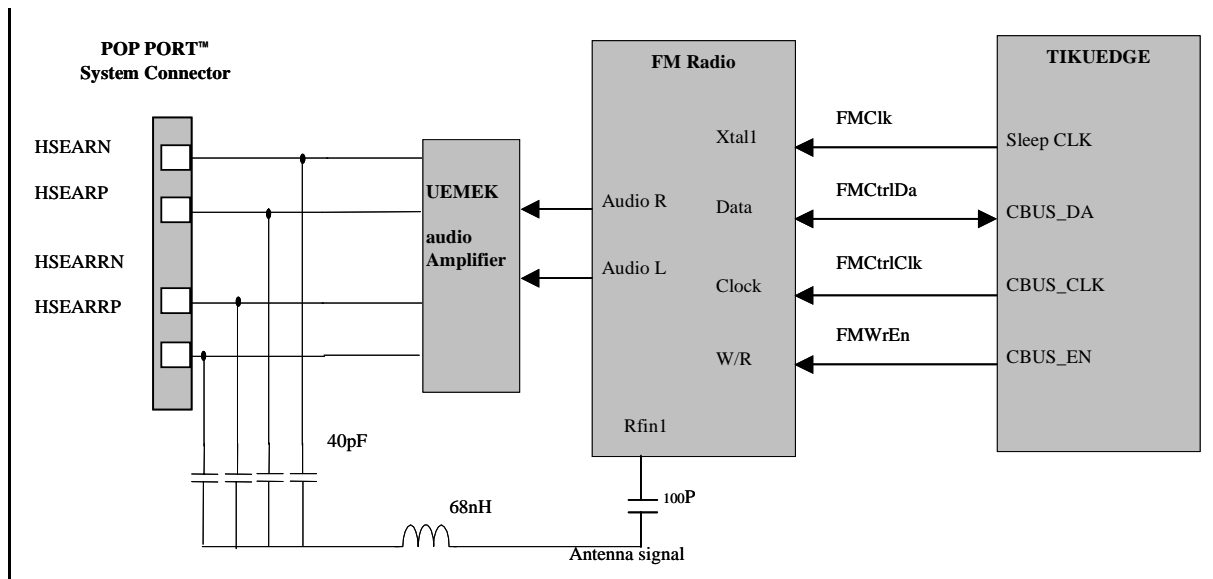 POP PORT™
System Connector
HSEARN
HSEARP
HSEARRN
HSEARRP
UEMEK
audio
Amplifier
FM Radio
Xtal1
Audio R
Data
Audio L
Clock
W/R
Rfin1
FMClk
FMCtrlDa
FMCtrlClk
FMWrEn
TIKUEDGE
Sleep CLK
CBUS_DA
CBUS_CLK
CBUS_EN
40pF
68nH
100P
Antenna signal